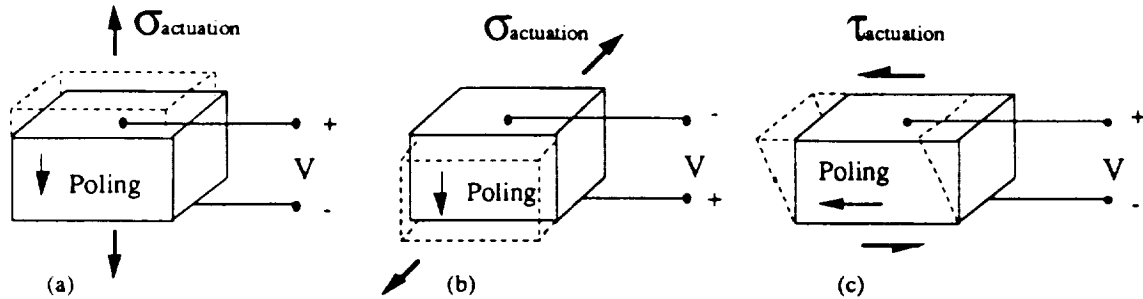 σactuation
+
Poling
V
-
(a)
σactuation
-
Poling
V
+
(b)
τactuation
+
Poling
V
-
(c)